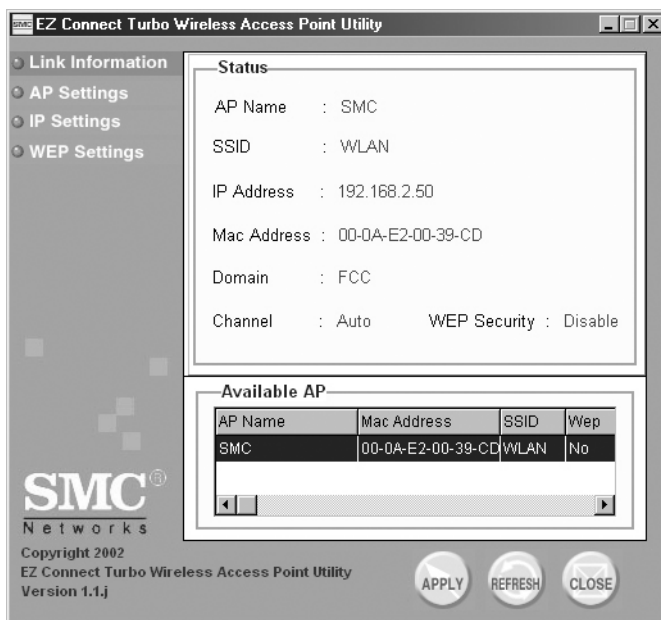 SMC EZ Connect Turbo Wireless Access Point Utility
Link Information
AP Settings
IP Settings
WEP Settings
Status
AP Name : SMC
SSID : WLAN
IP Address : 192.168.2.50
Mac Address : 00-0A-E2-00-39-CD
Domain : FCC
Channel : Auto WEP Security : Disable
Available AP
AP Name Mac Address SSID Wep
SMC 00-0A-E2-00-39-CD WLAN No
SMC®
Networks
Copyright 2002
EZ Connect Turbo Wireless Access Point Utility
Version 1.1.j
APPLY REFRESH CLOSE